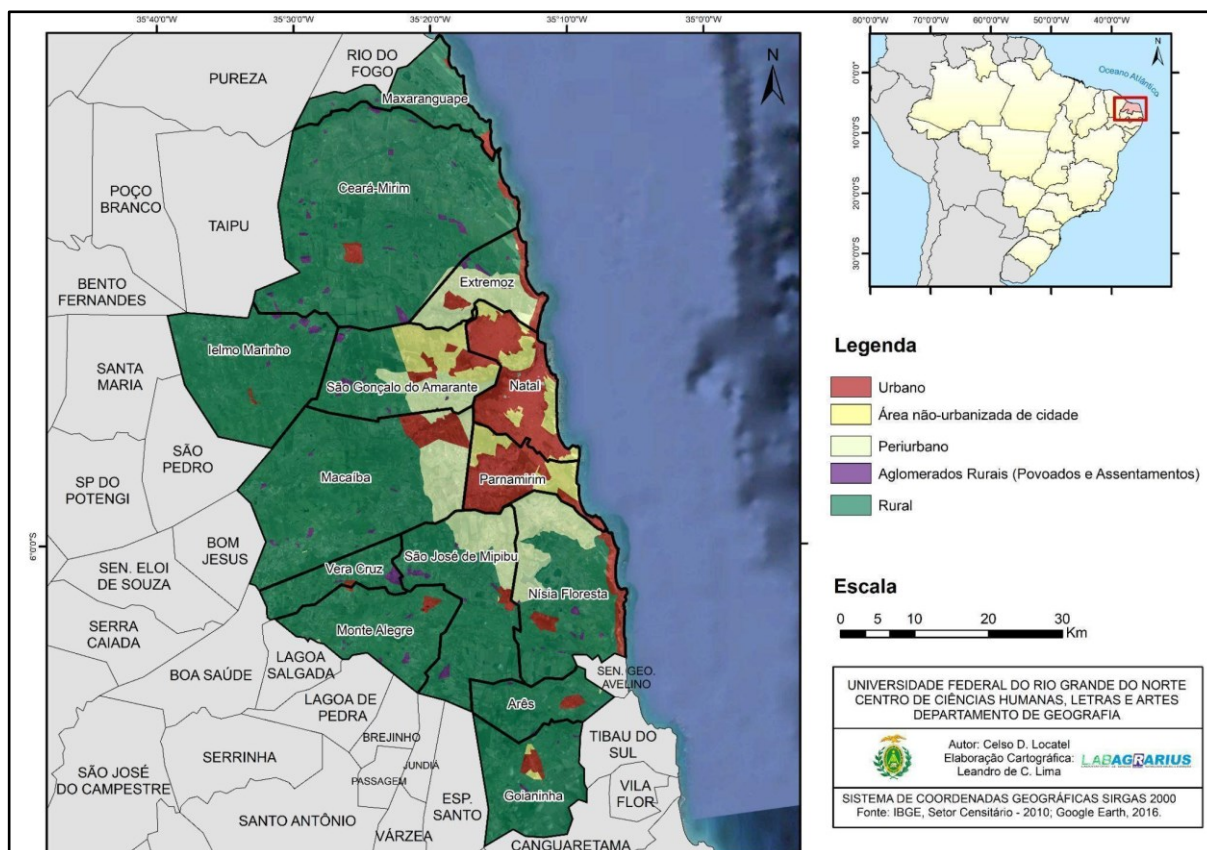 35°40'0"W
35°30'0"W
35°20'0"W
35°10'0"W
6°0'0"S
PUREZA
RIO DO
FOGO
Maxaranguape
N
Ceará-Mirim
POÇO
BRANCO
TAIPU
BENTO
FERNANDES
Extremoz
Ielmo Marinho
SANTA
MARIA
São Gonçalo do Amarante
Natal
SÃO
PEDRO
SP DO
POTENGI
Macaíba
Parnamirim
BOM
JESUS
São José de Mipibu
SEN. ELOI
DE SOUZA
Vera Cruz
Nísia Floresta
SERRA
CAIADA
Monte Alegre
BOA SAÚDE
LAGOA
SALGADA
SEN. GEO.
AVELINO
LAGOA DE
PEDRA
Arês
BREJINHO
TIBAU DO
SUL
SERRINHA
JUNDIÁ
SÃO JOSÉ
DO CAMPESTRE
PASSAGEM
ESP.
SANTO
Goianinha
VILA
FLOR
SANTO ANTÔNIO
VÁRZEA
CANGUARETAMA
80°0'0"W
70°0'0"W
60°0'0"W
50°0'0"W
40°0'0"W
N
Oceano Atlântico
0°0'0"
10°0'0"S
20°0'0"S
30°0'0"S
Legenda
Urbano
Área não-urbanizada de cidade
Periurbano
Aglomerados Rurais (Povoados e Assentamentos)
Rural
Escala
0 5 10 20 30
Km
UNIVERSIDADE FEDERAL DO RIO GRANDE DO NORTE
CENTRO DE CIÊNCIAS HUMANAS, LETRAS E ARTES
DEPARTAMENTO DE GEOGRAFIA
Autor: Celso D. Locatel
Elaboração Cartográfica:
Leandro de C. Lima
LABAGRARIUS
SISTEMA DE COORDENADAS GEOGRÁFICAS SIRGAS 2000
Fonte: IBGE, Setor Censitário - 2010; Google Earth, 2016.